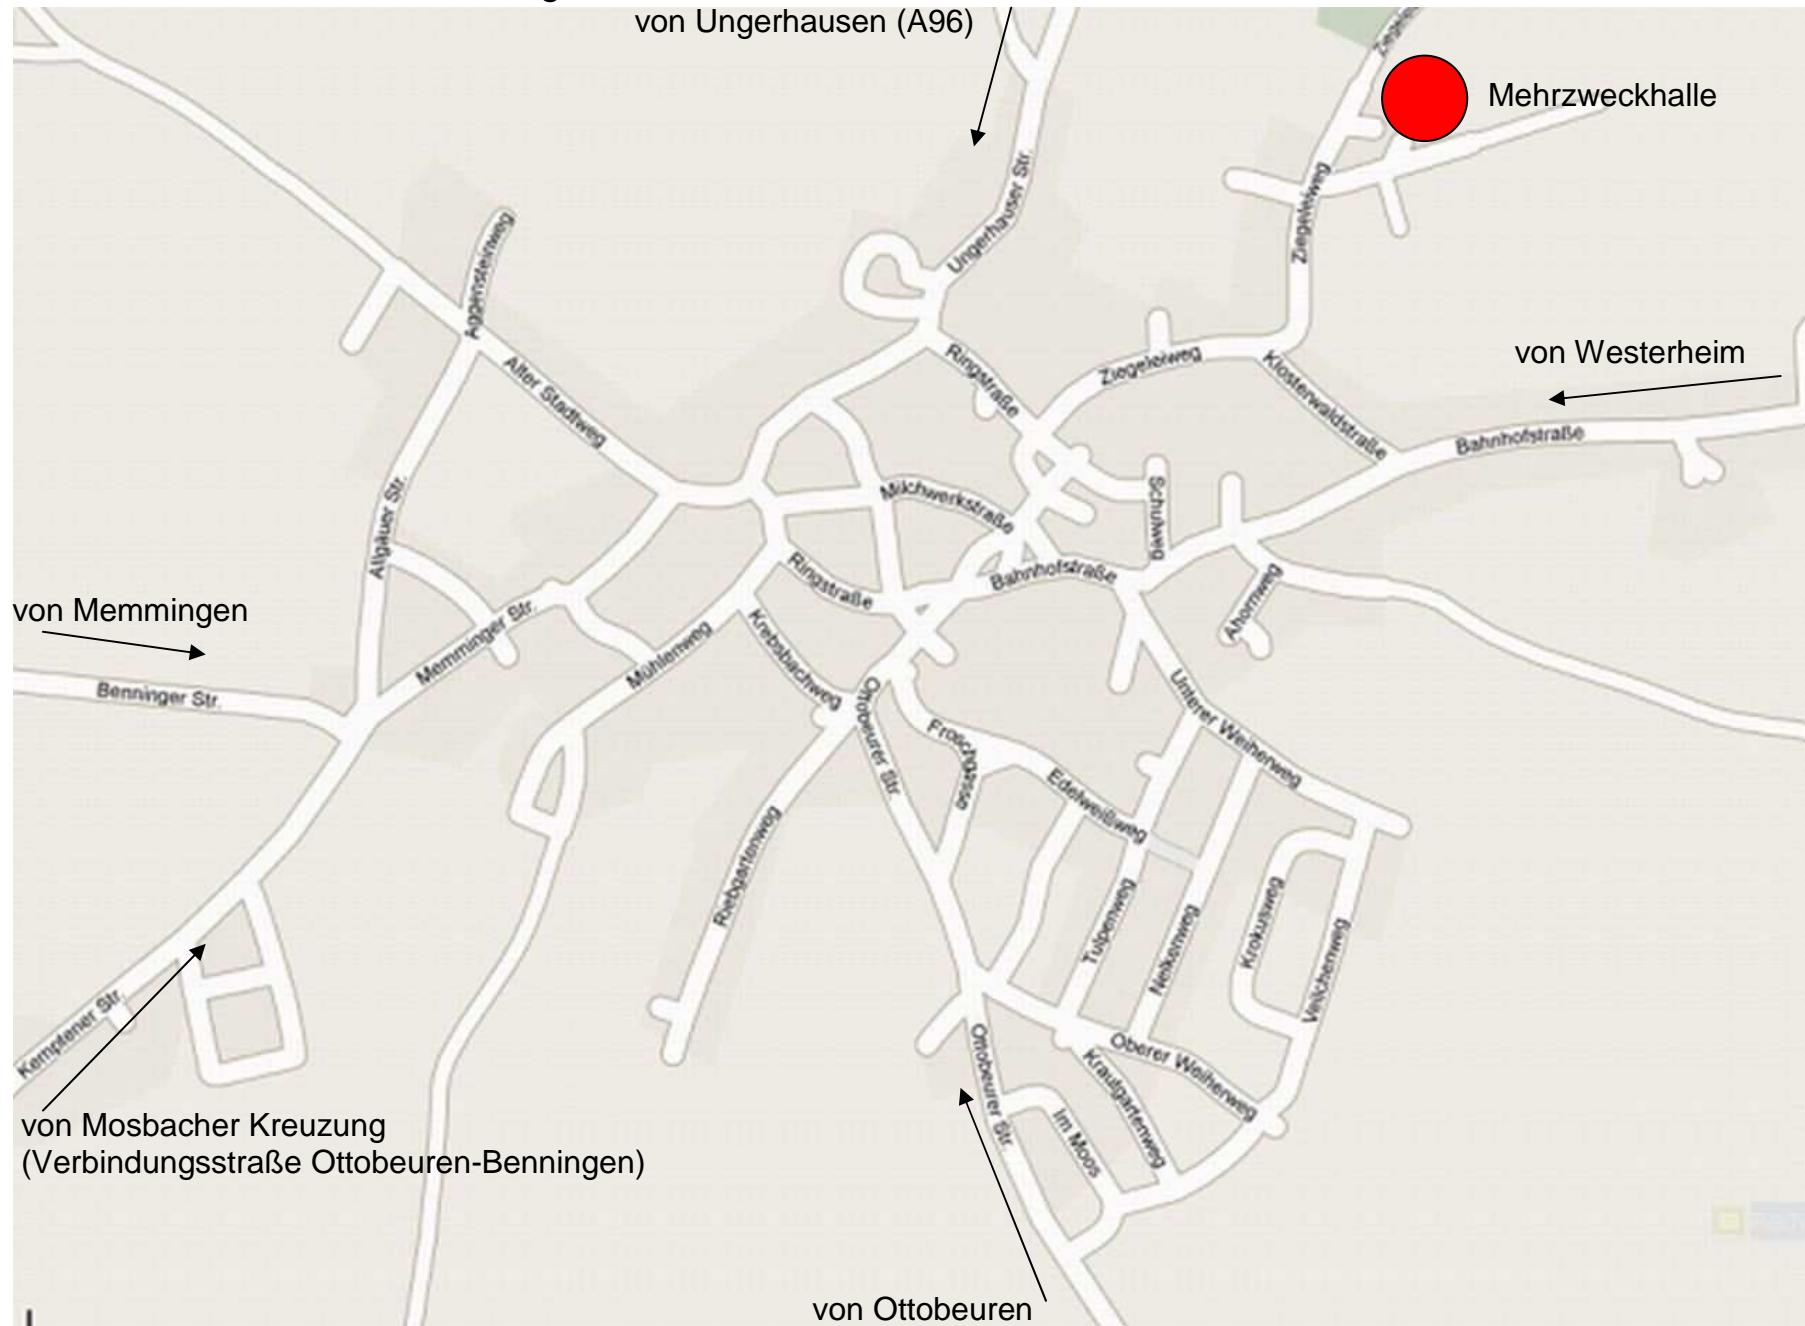 von Ungerhausen (A96)
Mehrzweckhalle
Ungerhauser Str.
Ziegeleiweg
Aggensteinweg
Alter Stadtweg
Ringstraße
Ziegeleiweg
Klosterwaldstraße
von Westerheim
Bahnhofstraße
Allgäuer Str.
Milchwerkstraße
Schulweg
Ringstraße
Bahnhofstraße
Ahornweg
von Memmingen
Memminger Str.
Mühlenweg
Krebsbachweg
Benninger Str.
Ottobeurer Str.
Froschgasse
Unterer Weiherweg
Edelweißweg
Riebgartenweg
Tulpenweg
Nelkenweg
Krokusweg
Veilchenweg
Kemptener Str.
Ottobeurer Str.
Oberer Weiherweg
Krautgartenweg
Im Moos
von Mosbacher Kreuzung
(Verbindungsstraße Ottobeuren-Benningen)
von Ottobeuren